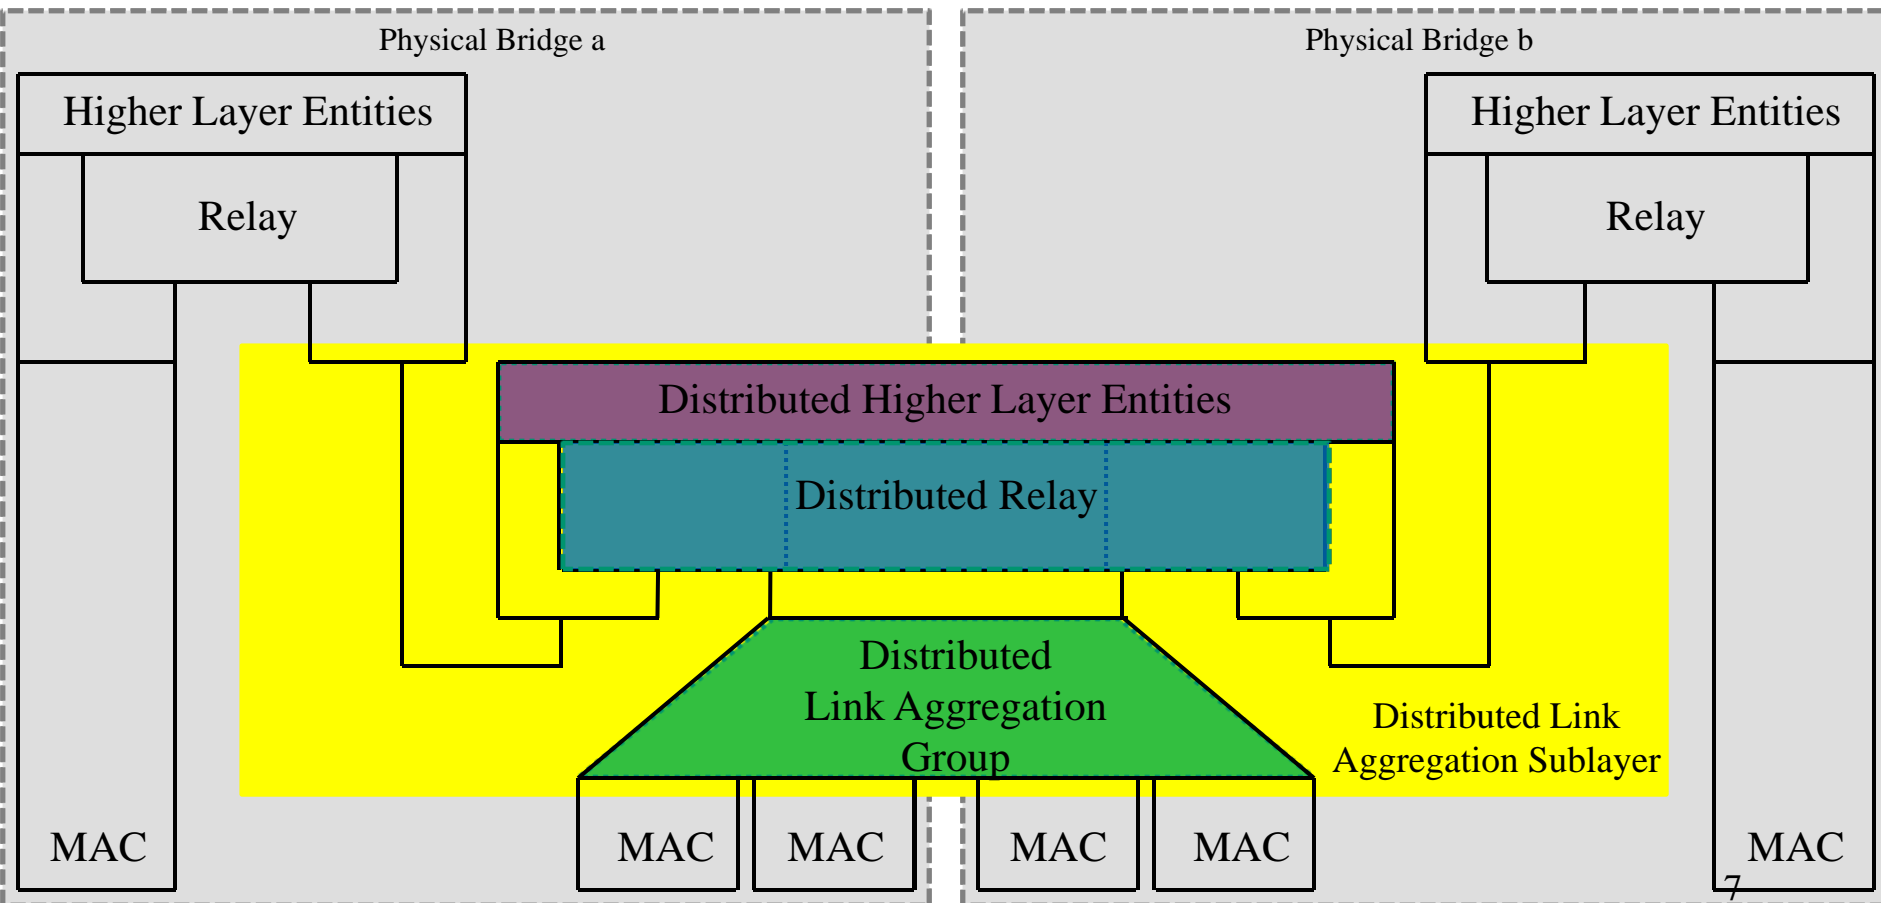 Physical Bridge a
Physical Bridge b
Higher Layer Entities
Higher Layer Entities
Relay
Relay
Distributed Higher Layer Entities
Distributed Relay
Distributed
Link Aggregation
Group
Distributed Link
Aggregation Sublayer
MAC
MAC
MAC
MAC
MAC
MAC
7